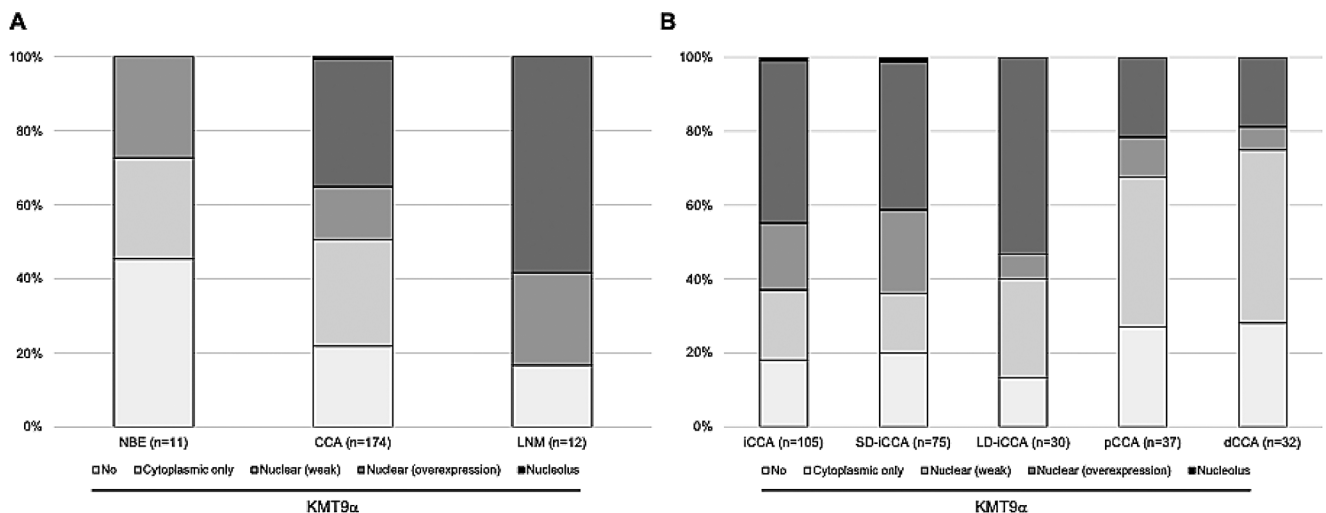 A
100%
80%
60%
40%
20%
0%
NBE (n=11) CCA (n=174) LNM (n=12)
No Cytoplasmic only Nuclear (weak) Nuclear (overexpression) Nucleolus
KMT9α
B
100%
80%
60%
40%
20%
0%
iCCA (n=105) SD-iCCA (n=75) LD-iCCA (n=30) pCCA (n=37) dCCA (n=32)
No Cytoplasmic only Nuclear (weak) Nuclear (overexpression) Nucleolus
KMT9α